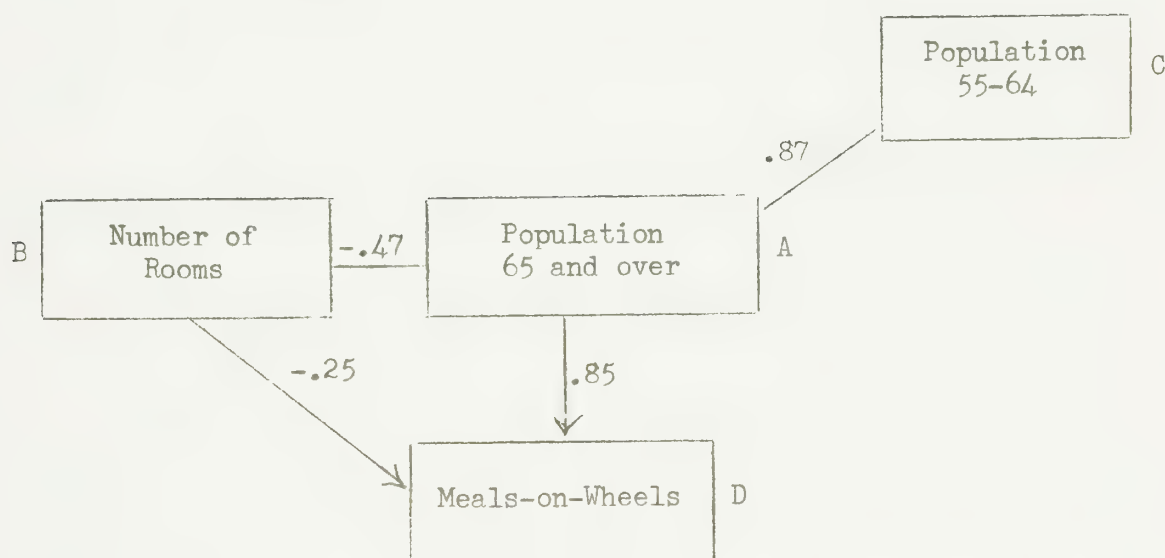 Population
55-64
C
.87
B
Number of
Rooms
-.47
Population
65 and over
A
-.25
.85
Meals-on-Wheels
D